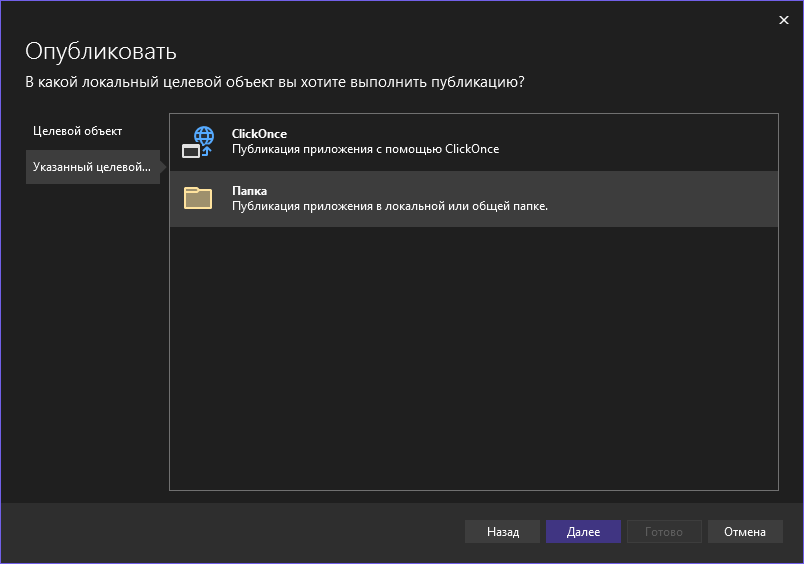 Опубликовать
В какой локальный целевой объект вы хотите выполнить публикацию?
Целевой объект
Указанный целевой...
ClickOnce
Публикация приложения с помощью ClickOnce
Папка
Публикация приложения в локальной или общей папке.
Назад
Далее
Готово
Отмена